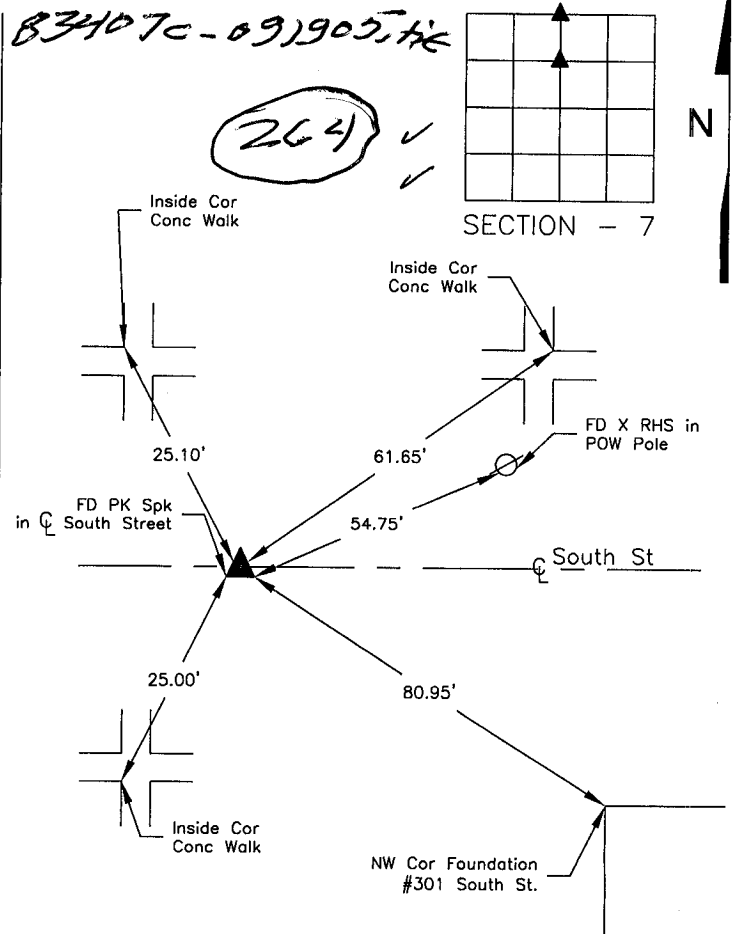 B3407c-091905.tic
264
N
SECTION - 7
Inside Cor
Conc Walk
Inside Cor
Conc Walk
FD X RHS in
POW Pole
25.10'
61.65'
FD PK Spk
in ℄ South Street
54.75'
℄ South St
25.00'
80.95'
Inside Cor
Conc Walk
NW Cor Foundation
#301 South St.